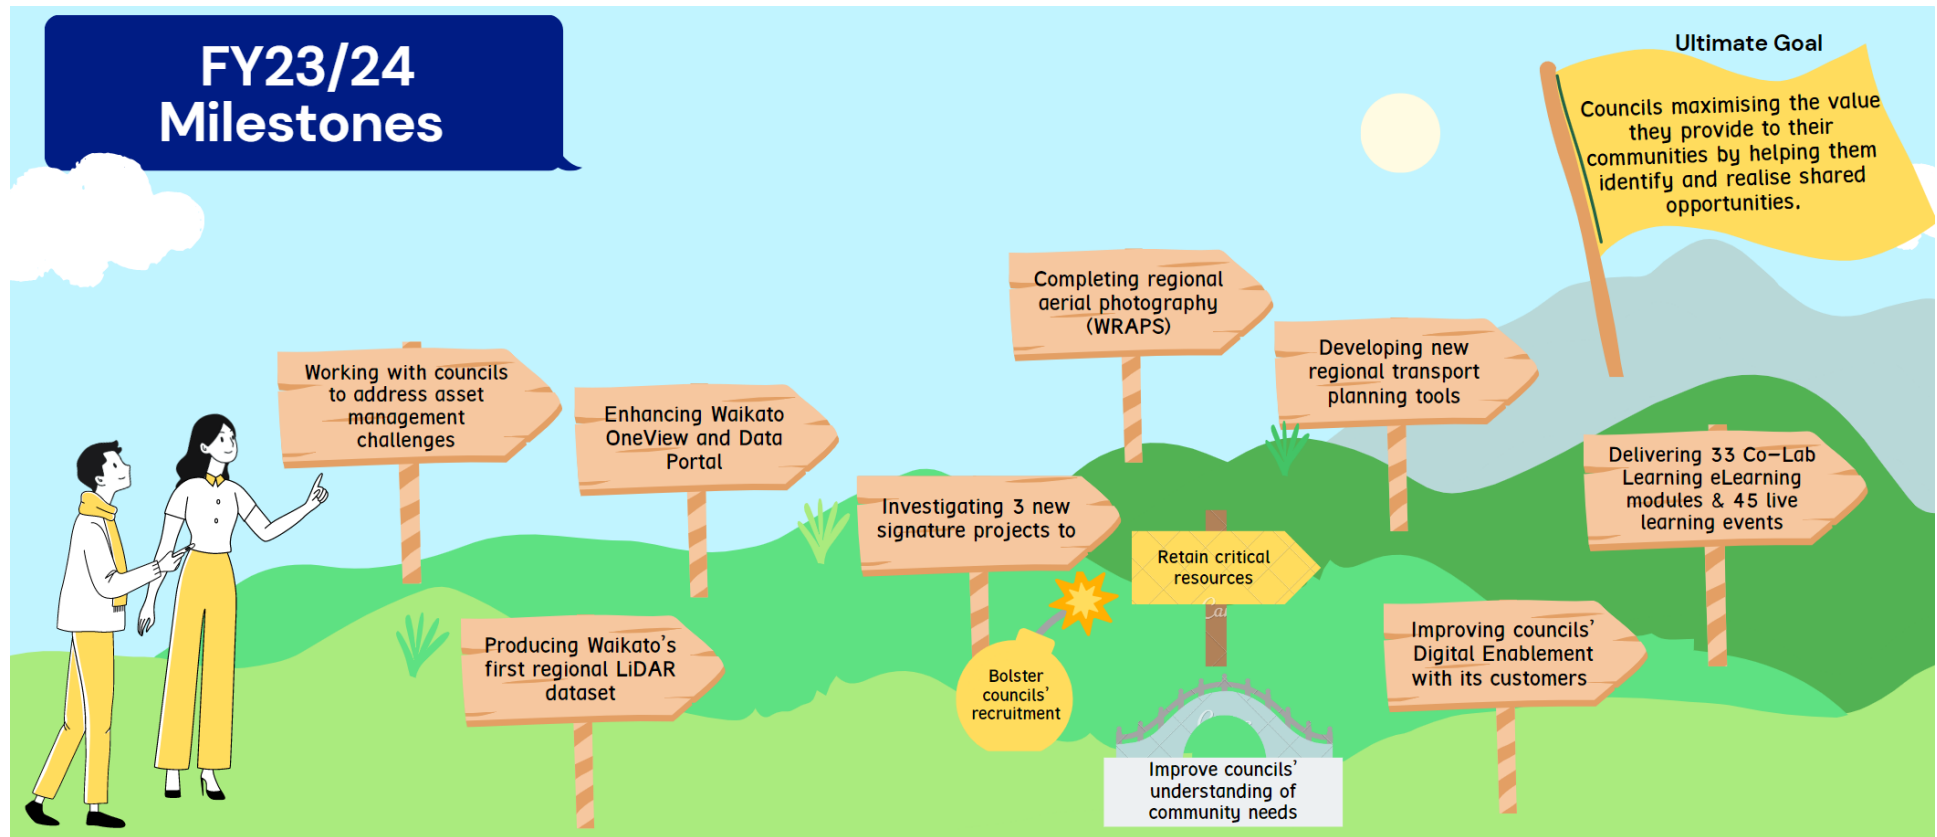 FY23/24
Milestones
Ultimate Goal
Councils maximising the value
they provide to their
communities by helping them
identify and realise shared
opportunities.
Working with councils
to address asset
management
challenges
Enhancing Waikato
OneView and Data
Portal
Producing Waikato's
first regional LiDAR
dataset
Investigating 3 new
signature projects to
Bolster
councils'
recruitment
Retain critical
resources
Improve councils'
understanding of
community needs
Completing regional
aerial photography
(WRAPS)
Developing new
regional transport
planning tools
Improving councils'
Digital Enablement
with its customers
Delivering 33 Co-Lab
Learning eLearning
modules & 45 live
learning events